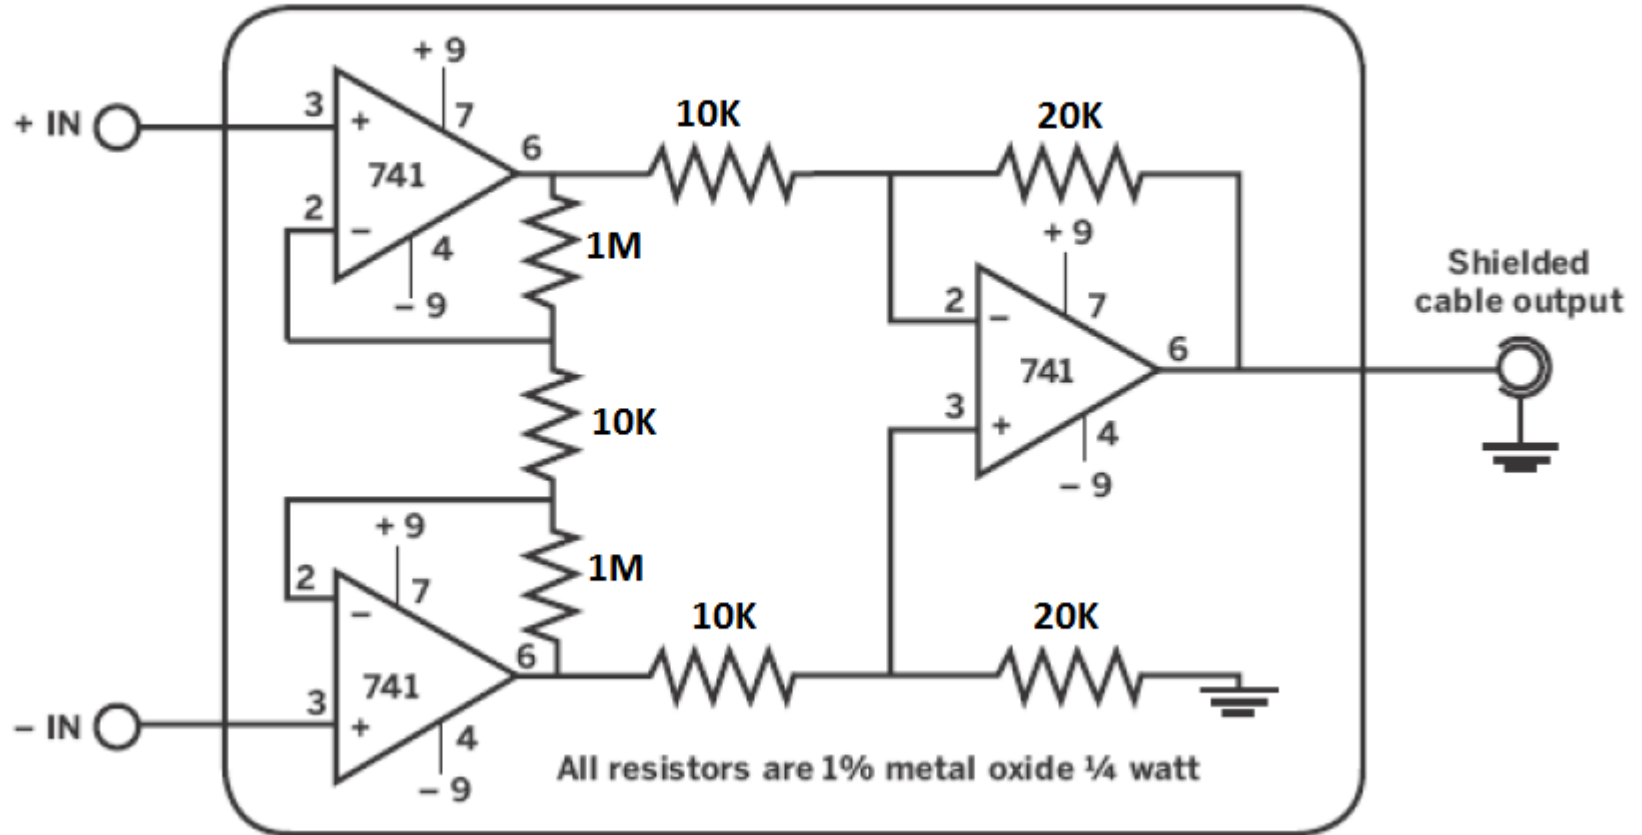 + 9
+ IN
3
+
7
10K
20K
741
6
2
−
4
1M
− 9
+ 9
Shielded
cable output
2
−
7
741
6
3
+
4
− 9
10K
+ 9
2
−
7
1M
10K
20K
6
741
− IN
3
+
4
− 9
All resistors are 1% metal oxide ¼ watt